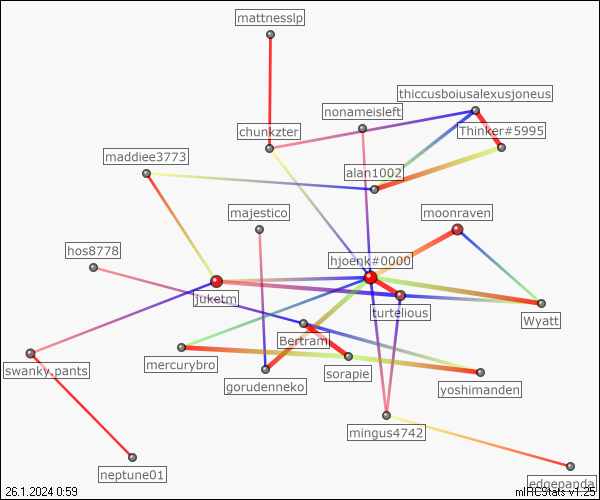 mattnesslp
thiccusboiusalexusjoneus
nonameisleft
chunkzter
Thinker#5995
maddiee3773
alan1002
majestico
moonraven
hos8778
hjoenk#0000
juketm
turtelious
Wyatt
Bertram
swanky.pants
mercurybro
sorapie
gorudenneko
yoshimanden
mingus4742
neptune01
edgepanda
26.1.2024 0:59
mIRCStats v1.25